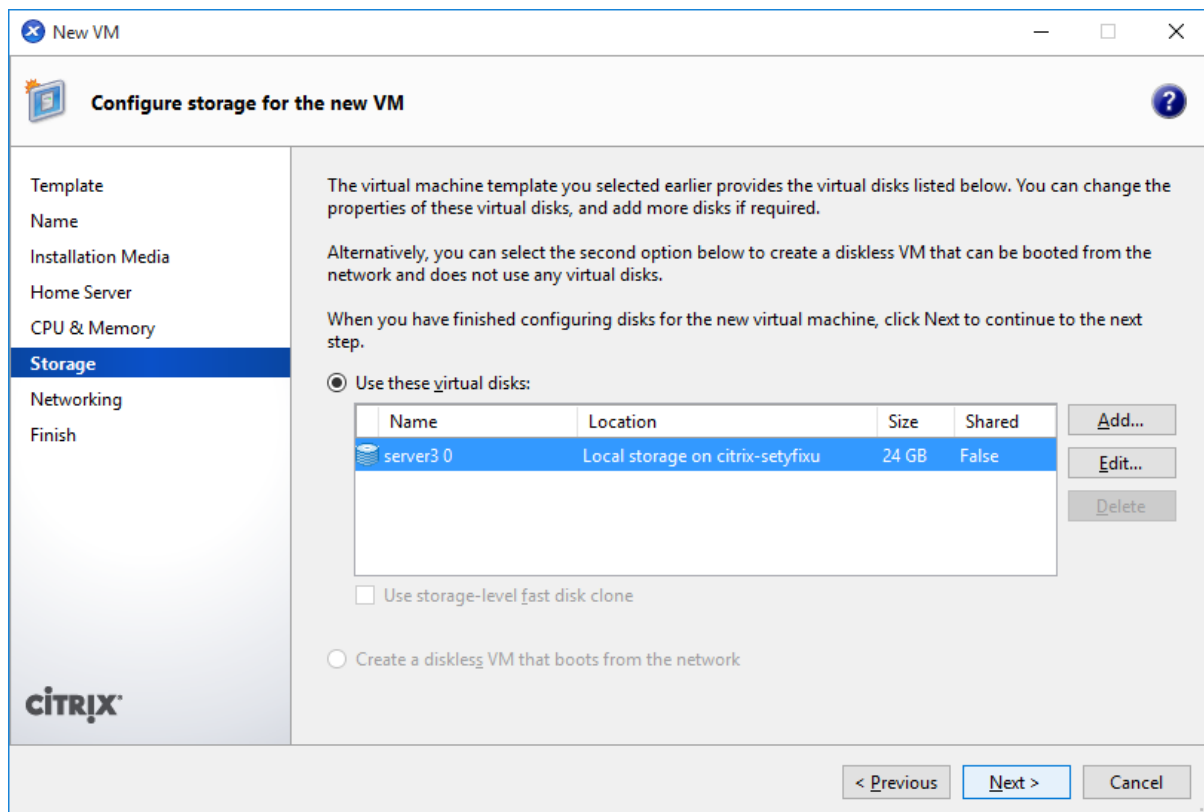 New VM
Configure storage for the new VM
?
Template
Name
Installation Media
Home Server
CPU & Memory
Storage
Networking
Finish
CİTRIX
The virtual machine template you selected earlier provides the virtual disks listed below. You can change the
properties of these virtual disks, and add more disks if required.
Alternatively, you can select the second option below to create a diskless VM that can be booted from the
network and does not use any virtual disks.
When you have finished configuring disks for the new virtual machine, click Next to continue to the next
step.
Use these virtual disks:
Name Location Size Shared
server3 0 Local storage on citrix-setyfixu 24 GB False
Add...
Edit...
Delete
Use storage-level fast disk clone
Create a diskless VM that boots from the network
< Previous Next > Cancel